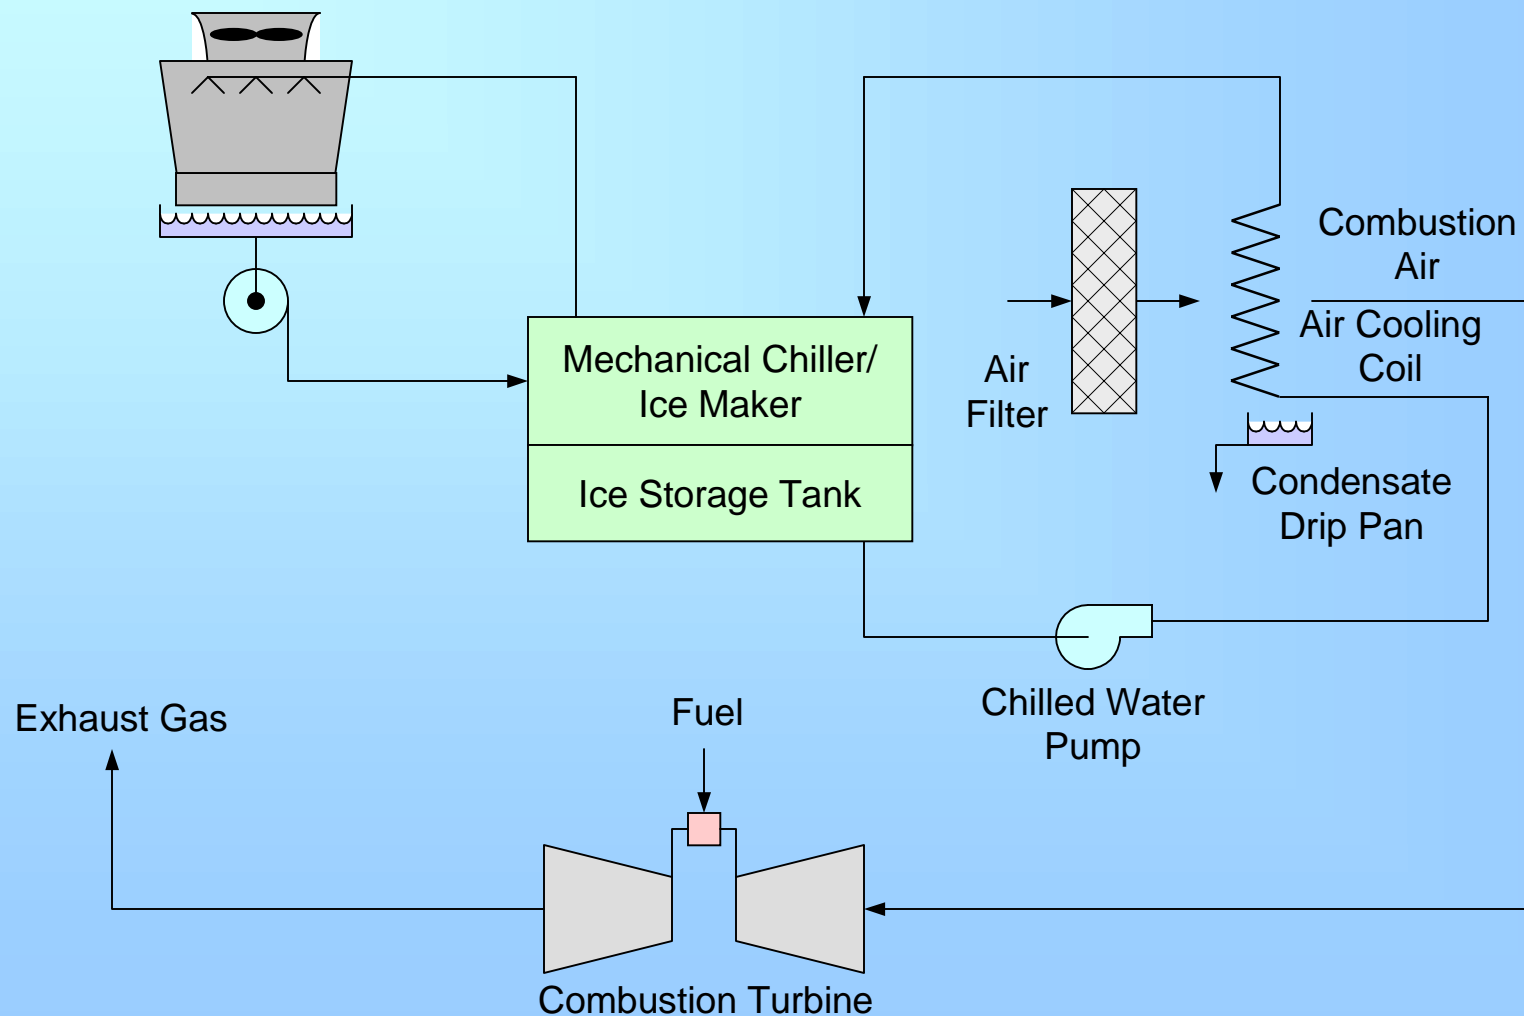 Combustion
Air
Mechanical Chiller/
Ice Maker
Air
Filter
Air Cooling
Coil
Ice Storage Tank
Condensate
Drip Pan
Chilled Water
Pump
Exhaust Gas
Fuel
Combustion Turbine